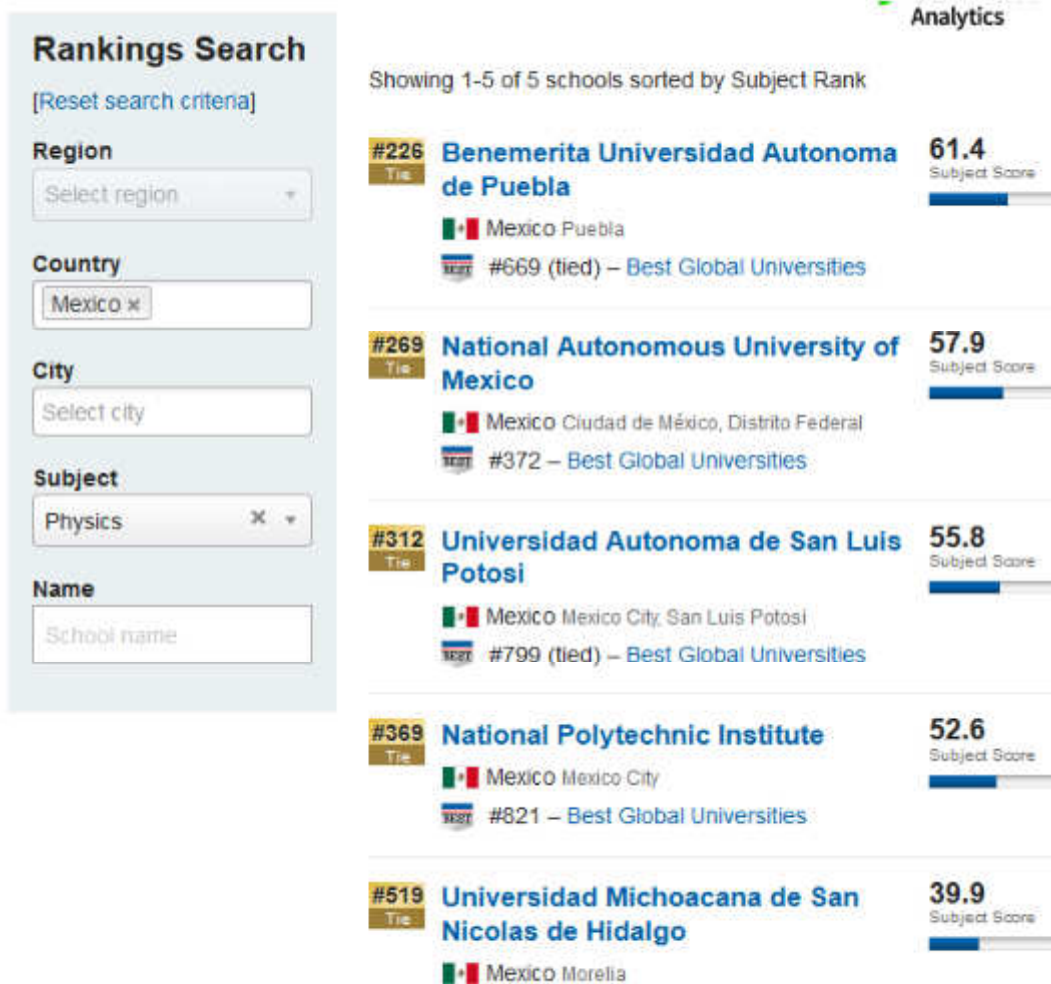 Analytics
Rankings Search
[Reset search criteria]
Region
Select region
Country
Mexico ×
City
Select city
Subject
Physics ×
Name
School name
Showing 1-5 of 5 schools sorted by Subject Rank
#226 Benemerita Universidad Autonoma
Tie
de Puebla
61.4
Subject Score
Mexico Puebla
BEST #669 (tied) – Best Global Universities
#269 National Autonomous University of
Tie
Mexico
57.9
Subject Score
Mexico Ciudad de México, Distrito Federal
BEST #372 – Best Global Universities
#312 Universidad Autonoma de San Luis
Tie
Potosi
55.8
Subject Score
Mexico Mexico City, San Luis Potosi
BEST #799 (tied) – Best Global Universities
#369 National Polytechnic Institute
Tie
52.6
Subject Score
Mexico Mexico City
BEST #821 – Best Global Universities
#519 Universidad Michoacana de San
Tie
Nicolas de Hidalgo
39.9
Subject Score
Mexico Morelia